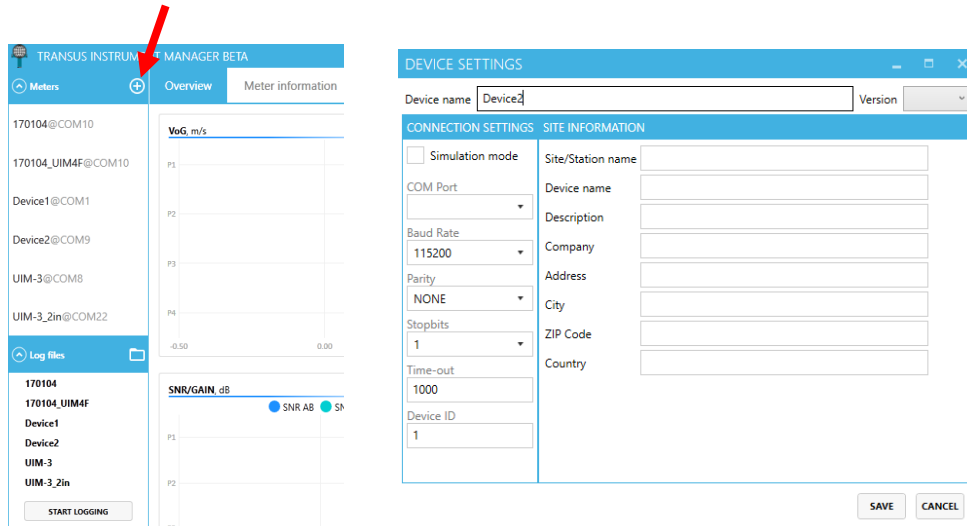 TRANSUS INSTRUM T MANAGER BETA
Meters
Overview
Meter information
170104@COM10
170104_UIM4F@COM10
Device1@COM1
Device2@COM9
UIM-3@COM8
UIM-3_2in@COM22
Log files
170104
170104_UIM4F
Device1
Device2
UIM-3
UIM-3_2in
START LOGGING
VoG, m/s
P1
P2
P3
P4
-0.50 0.00
SNR/GAIN, dB
SNR AB
P1
P2
DEVICE SETTINGS
Device name Device2 Version
CONNECTION SETTINGS SITE INFORMATION
Simulation mode
COM Port
Baud Rate
115200
Parity
NONE
Stopbits
1
Time-out
1000
Device ID
1
Site/Station name
Device name
Description
Company
Address
City
ZIP Code
Country
SAVE CANCEL